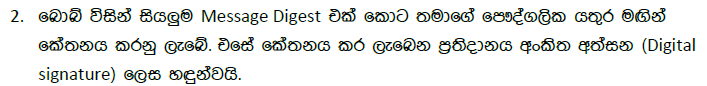 2. බොබ් විසින් සියලුම Message Digest එක් කොට තමාගේ පෞද්ගලික යතුර මඟින්
කේතනය කරනු ලැබේ. එසේ කේතනය කර ලැබෙන ප්‍රතිදානය අංකිත අත්සන (Digital
signature) ලෙස හඳුන්වයි.